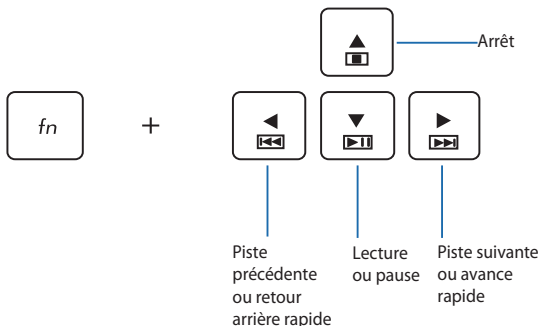 Arrêt
fn
+
Piste
précédente
ou retour
arrière rapide
Lecture
ou pause
Piste suivante
ou avance
rapide